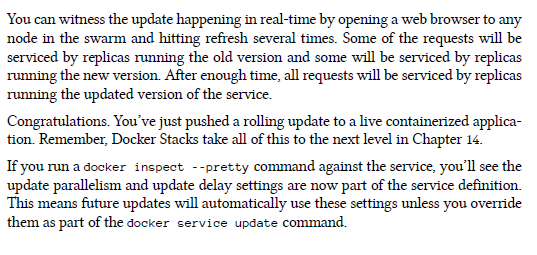 You can witness the update happening in real-time by opening a web browser to any
node in the swarm and hitting refresh several times. Some of the requests will be
serviced by replicas running the old version and some will be serviced by replicas
running the new version. After enough time, all requests will be serviced by replicas
running the updated version of the service.
Congratulations. You’ve just pushed a rolling update to a live containerized applica-
tion. Remember, Docker Stacks take all of this to the next level in Chapter 14.
If you run a docker inspect --pretty command against the service, you’ll see the
update parallelism and update delay settings are now part of the service definition.
This means future updates will automatically use these settings unless you override
them as part of the docker service update command.